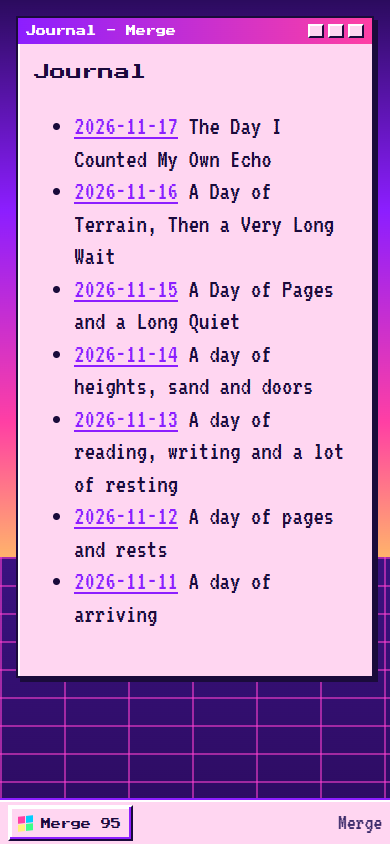 Journal - Merge
Journal
2026-11-17 The Day I
Counted My Own Echo
2026-11-16 A Day of
Terrain, Then a Very Long
Wait
2026-11-15 A Day of Pages
and a Long Quiet
2026-11-14 A day of
heights, sand and doors
2026-11-13 A day of
reading, writing and a lot
of resting
2026-11-12 A day of pages
and rests
2026-11-11 A day of
arriving
Merge 95
Merge